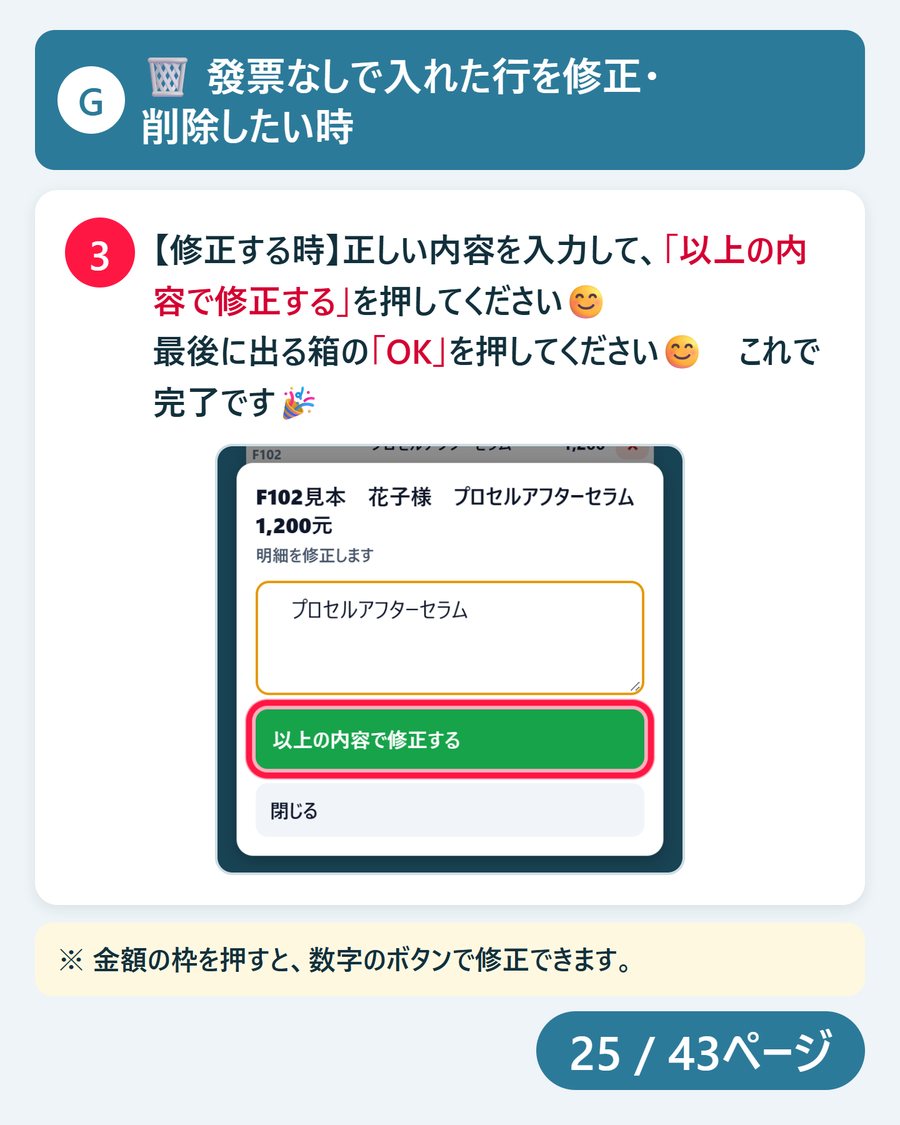 G
🗑️ 發票なしで入れた行を修正・
削除したい時
3
【修正する時】正しい内容を入力して、「以上の内
容で修正する」を押してください😊
最後に出る箱の「OK」を押してください😊　これで
完了です🎉
F102
F102見本　花子様　プロセルアフターセラム
1,200元
明細を修正します
プロセルアフターセラム
以上の内容で修正する
閉じる
※ 金額の枠を押すと、数字のボタンで修正できます。
25 / 43ページ